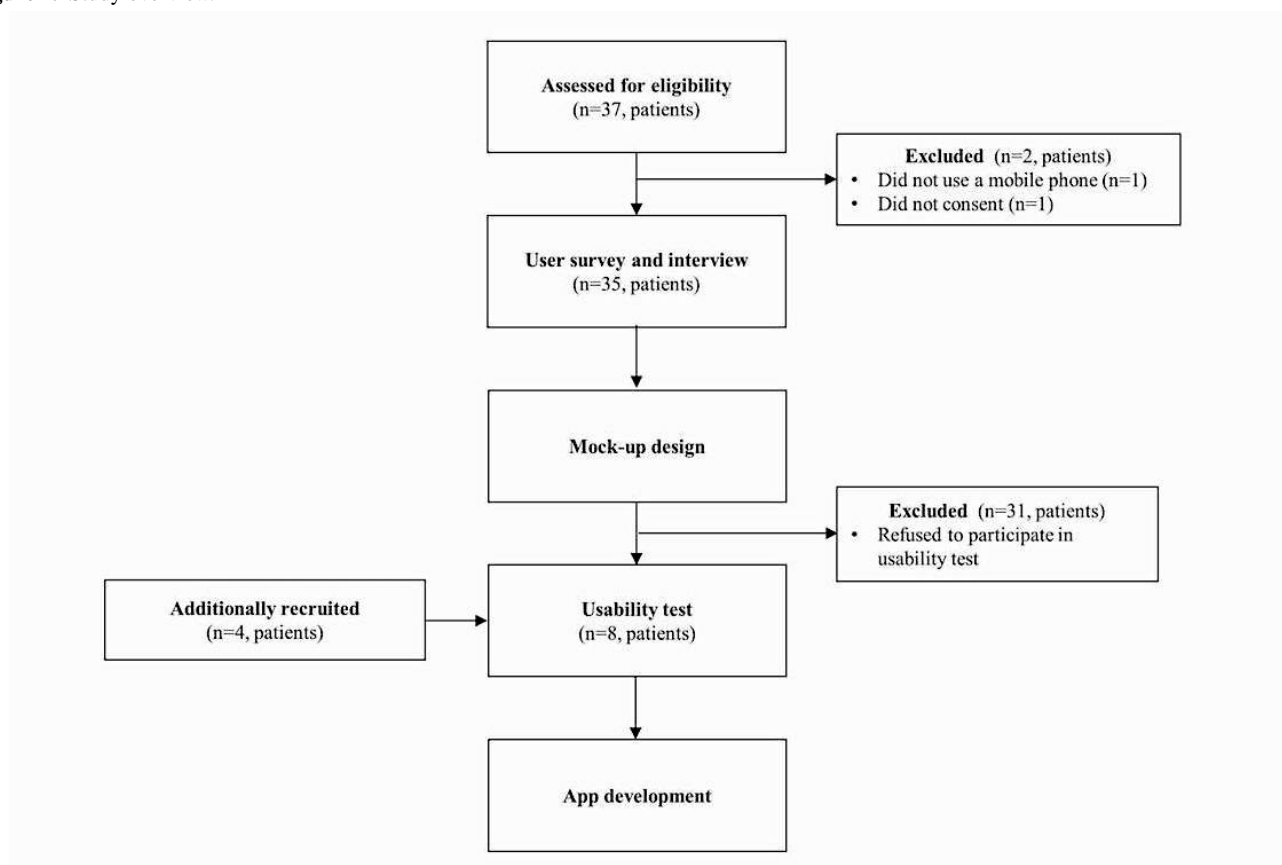 Assessed for eligibility
(n=37, patients)
Excluded (n=2, patients)
• Did not use a mobile phone (n=1)
• Did not consent (n=1)
User survey and interview
(n=35, patients)
Mock-up design
Excluded (n=31, patients)
• Refused to participate in
usability test
Additionally recruited
(n=4, patients)
Usability test
(n=8, patients)
App development